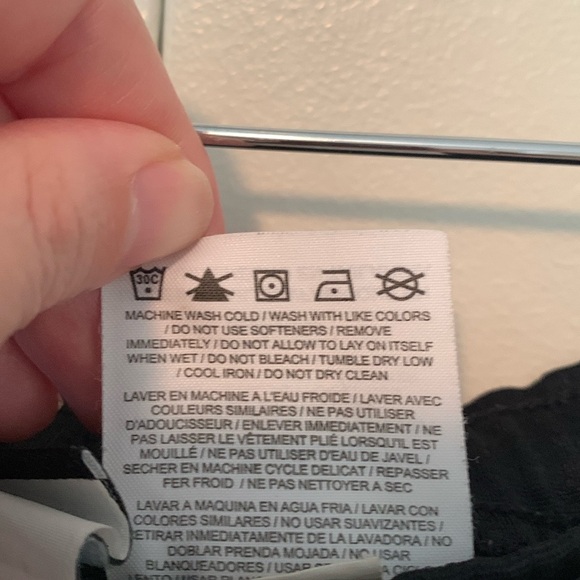 30C
MACHINE WASH COLD / WASH WITH LIKE COLORS
/ DO NOT USE SOFTENERS / REMOVE
IMMEDIATELY / DO NOT ALLOW TO LAY ON ITSELF
WHEN WET / DO NOT BLEACH / TUMBLE DRY LOW
/ COOL IRON / DO NOT DRY CLEAN
LAVER EN MACHINE A L'EAU FROIDE / LAVER AVEC
COULEURS SIMILAIRES / NE PAS UTILISER
D'ADOUCISSEUR / ENLEVER IMMEDIATEMENT / NE
PAS LAISSER LE VÊTEMENT PLIÉ LORSQU'IL EST
MOUILLÉ / NE PAS UTILISER D'EAU DE JAVEL /
SECHER EN MACHINE CYCLE DELICAT / REPASSER
FER FROID / NE PAS NETTOYER A SEC
LAVAR A MAQUINA EN AGUA FRIA / LAVAR CON
COLORES SIMILARES / NO USAR SUAVIZANTES /
RETIRAR INMEDIATAMENTE DE LA LAVADORA / NO
DOBLAR PRENDA MOJADA / NO USAR
BLANQUEADORES / USAR